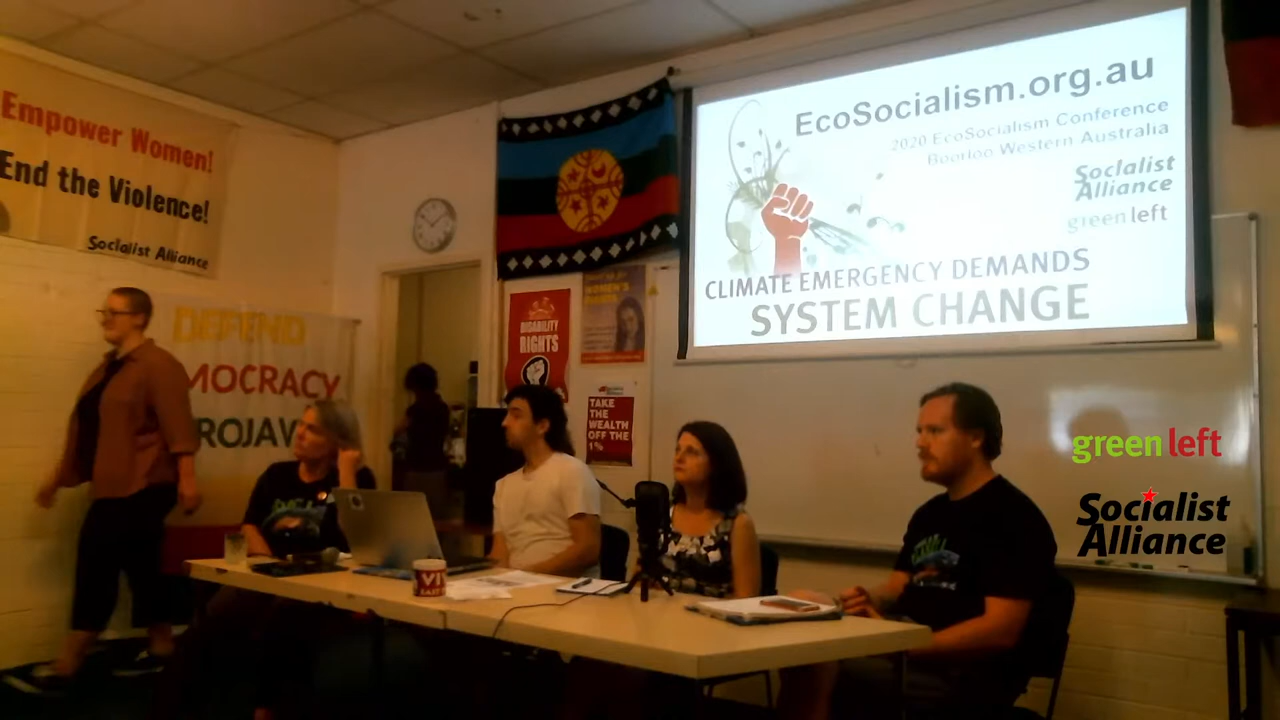 Empower Women!
End the Violence!
Socialist Alliance
DEFEND
MOCRACY
ROJAV
DISABILITY
RIGHTS
WOMEN'S
TAKE
THE
WEALTH
OFF THE
1%
EcoSocialism.org.au
2020 EcoSocialism Conference
Boorloo Western Australia
Socialist
Alliance
green left
CLIMATE EMERGENCY DEMANDS
SYSTEM CHANGE
green left
Socialist
Alliance
VI